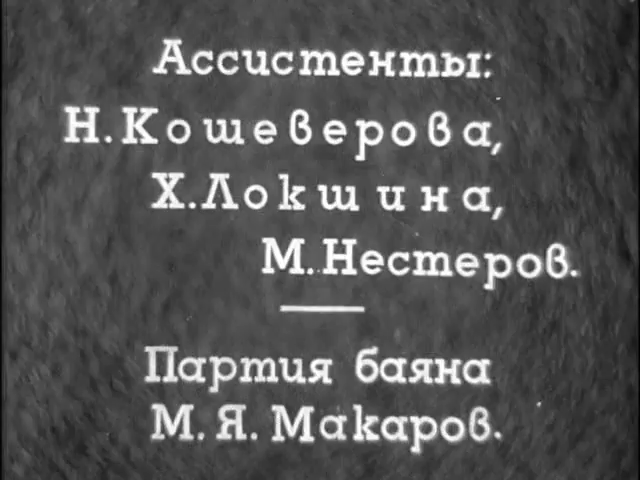 Ассистенты:
Н. Кошеверова,
Х. Локшина,
М. Нестеров.
Партия баяна
М. Я. Макаров.